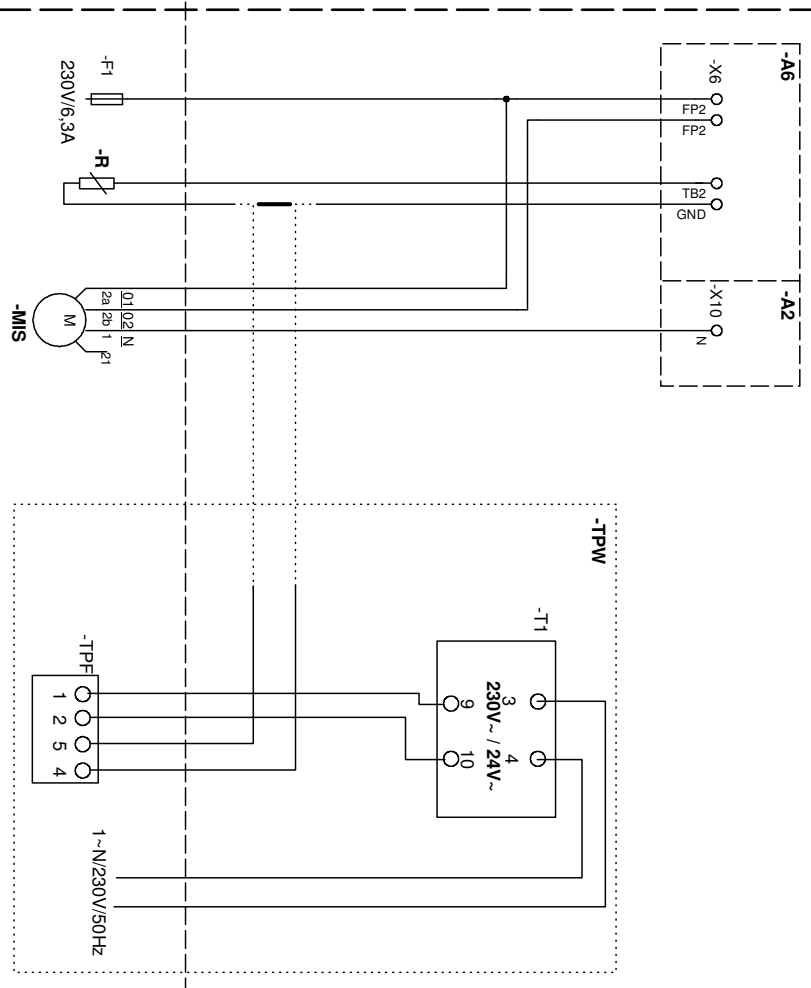 -A6
-X6
FP2
FP2
TB2
GND
-A2
-X10
N
-F1
230V/6,3A
-R
01 02 N
2a 2b 1 21
M
-MIS
-TPW
-T1
3 4
230V~ / 24V~
9 10
-TPF
1 2 5 4
1~N/230V/50Hz